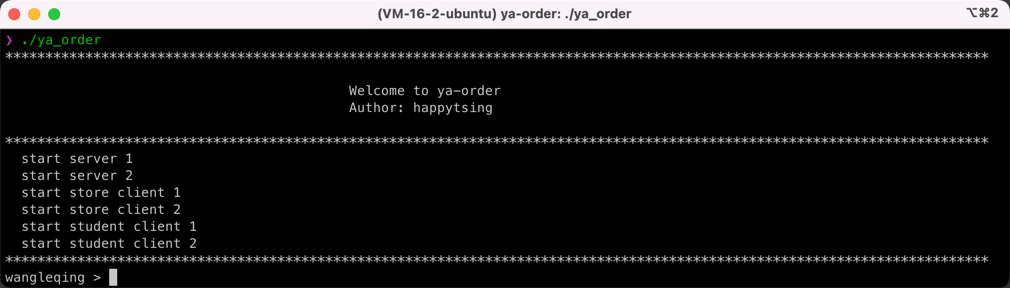 (VM-16-2-ubuntu) ya-order: ./ya_order
⌥⌘2
❯ ./ya_order
***************************************************************************************************************************
Welcome to ya-order
Author: happytsing
***************************************************************************************************************************
start server 1
start server 2
start store client 1
start store client 2
start student client 1
start student client 2
***************************************************************************************************************************
wangleqing >